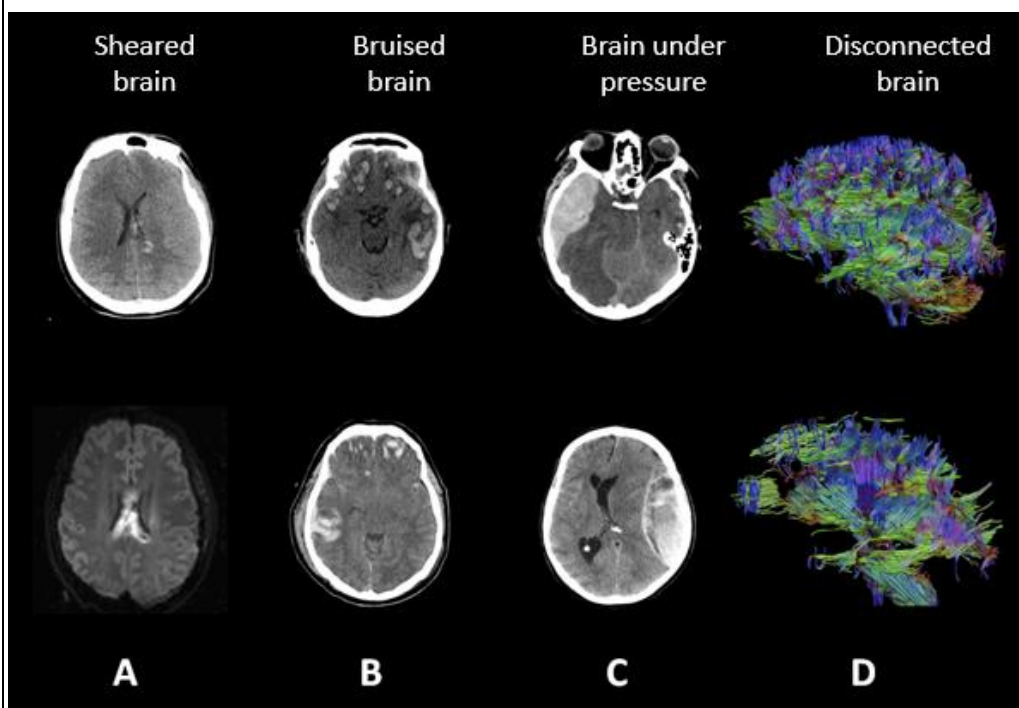 Sheared
brain
Bruised
brain
Brain under
pressure
Disconnected
brain
A
B
C
D